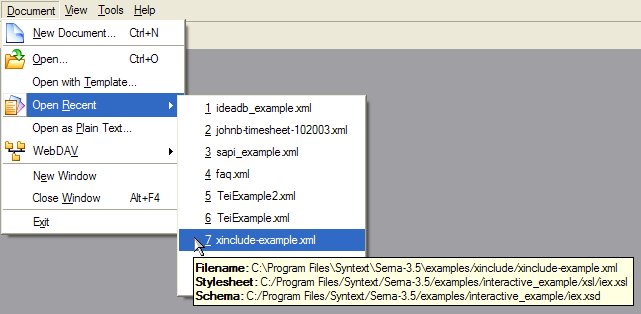 Document View Tools Help
New Document... Ctrl+N
Open... Ctrl+O
Open with Template...
Open Recent
Open as Plain Text...
WebDAV
New Window
Close Window Alt+F4
Exit
1 ideadb_example.xml
2 johnb-timesheet-102003.xml
3 sapi_example.xml
4 faq.xml
5 TeiExample2.xml
6 TeiExample.xml
7 xinclude-example.xml
Filename: C:\Program Files\Syntext\Serna-3.5\examples/xinclude/xinclude-example.xml
Stylesheet: C:/Program Files/Syntext/Serna-3.5/examples/interactive_example/xsl/iex.xsl
Schema: C:/Program Files/Syntext/Serna-3.5/examples/interactive_example/iex.xsd